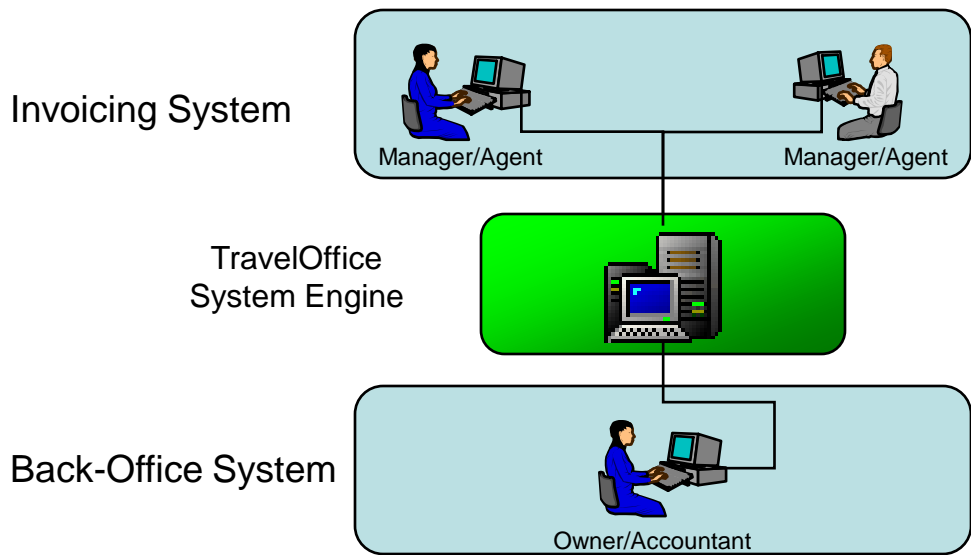 Invoicing System
Manager/Agent
Manager/Agent
TravelOffice
System Engine
Back-Office System
Owner/Accountant